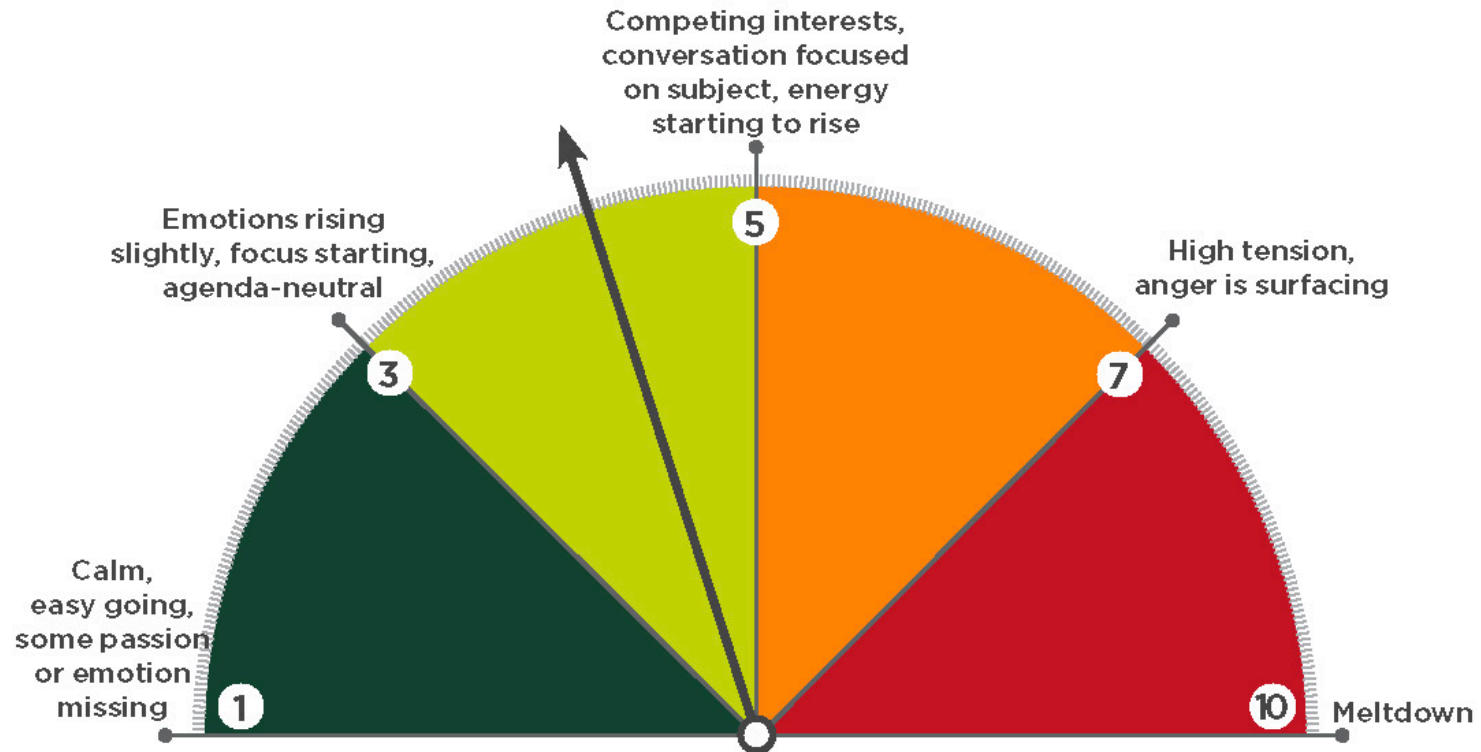 Competing interests,
conversation focused
on subject, energy
starting to rise
5
Emotions rising
slightly, focus starting,
agenda-neutral
3
High tension,
anger is surfacing
7
Calm,
easy going,
some passion
or emotion
missing
1
10
Meltdown